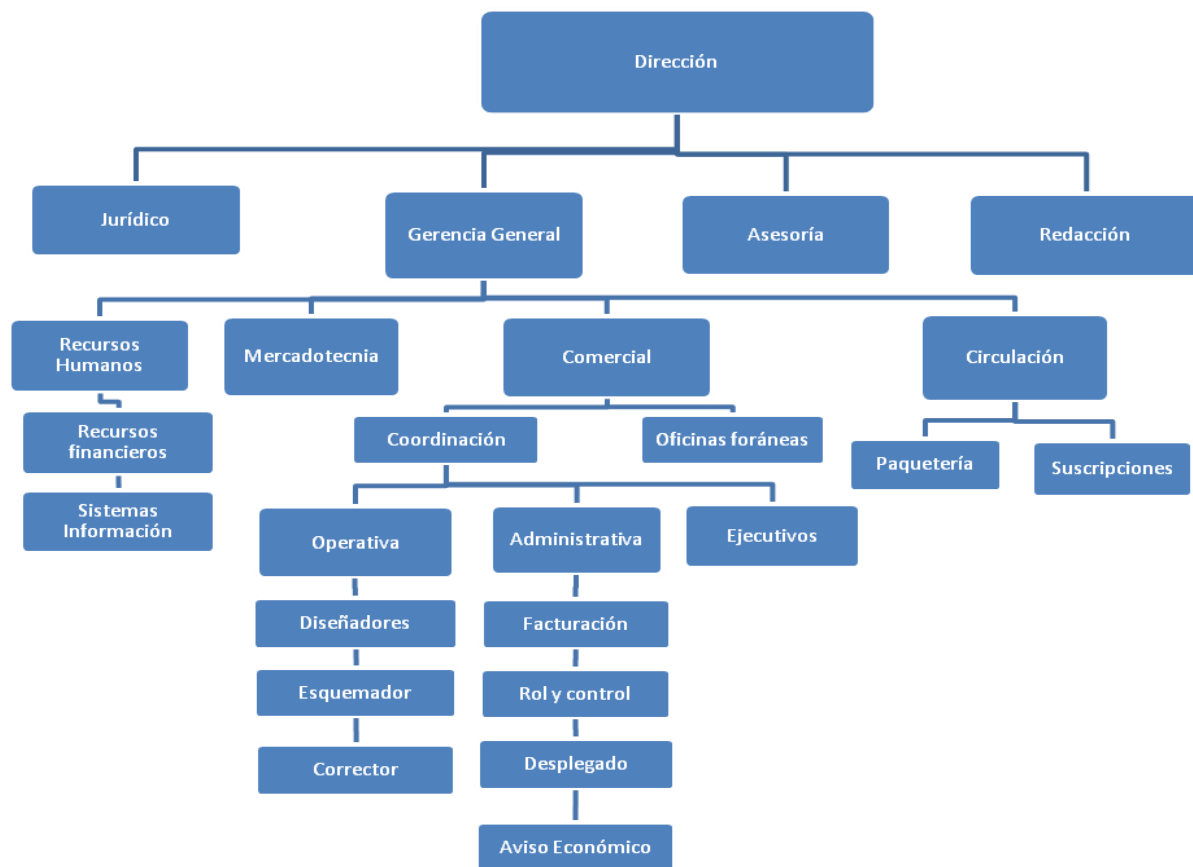 Dirección
Jurídico
Gerencia General
Asesoría
Redacción
Recursos
Humanos
Mercadotecnia
Comercial
Circulación
Recursos
financieros
Coordinación
Oficinas foráneas
Paquetería
Suscripciones
Sistemas
Información
Operativa
Administrativa
Ejecutivos
Diseñadores
Facturación
Esquemador
Rol y control
Corrector
Desplegado
Aviso Económico